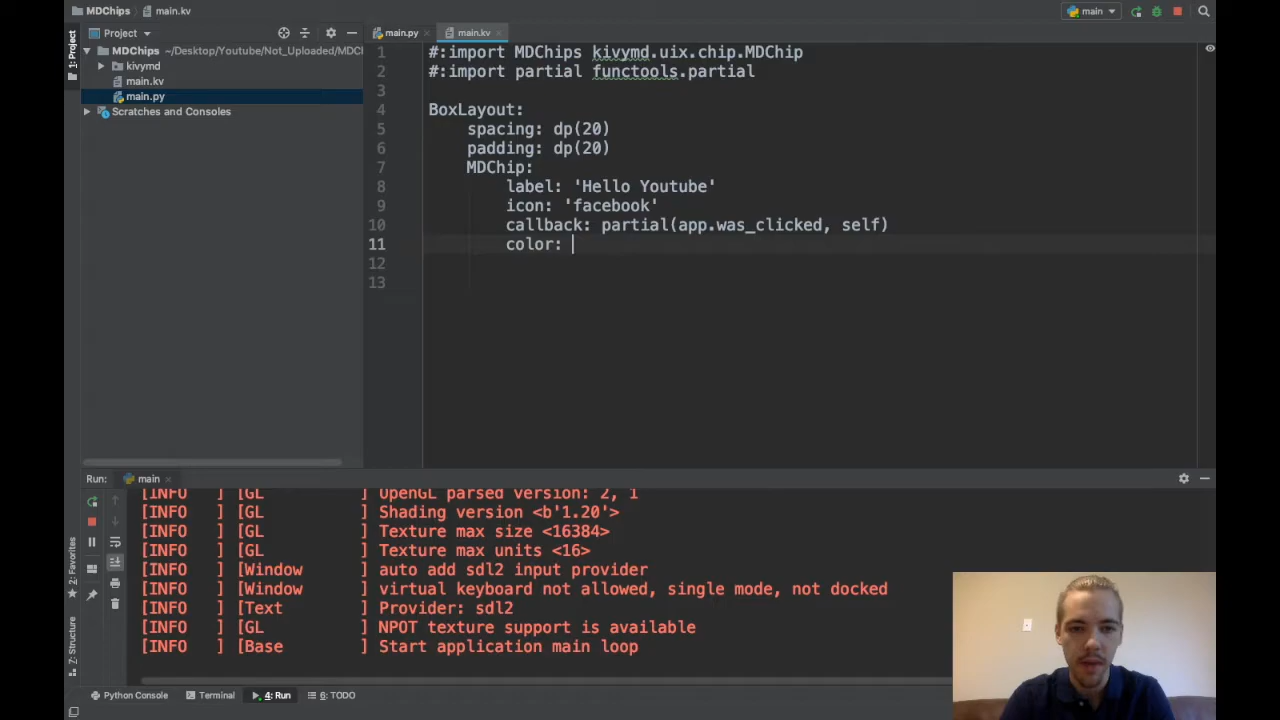 MDChips
main.kv
main
Project
main.py
main.kv
1: Project
MDChips ~/Desktop/Youtube/Not_Uploaded/MDCl
kivymd
main.kv
main.py
Scratches and Consoles
1 #:import MDChips kivymd.uix.chip.MDChip
2 #:import partial functools.partial
3
4 BoxLayout:
5 spacing: dp(20)
6 padding: dp(20)
7 MDChip:
8 label: 'Hello Youtube'
9 icon: 'facebook'
10 callback: partial(app.was_clicked, self)
11 color:
12
13
Run: main
[INFO ] [GL ] OpenGL parsed version: 2, 1
[INFO ] [GL ] Shading version <b'1.20'>
[INFO ] [GL ] Texture max size <16384>
[INFO ] [GL ] Texture max units <16>
[INFO ] [Window ] auto add sdl2 input provider
[INFO ] [Window ] virtual keyboard not allowed, single mode, not docked
[INFO ] [Text ] Provider: sdl2
[INFO ] [GL ] NPOT texture support is available
[INFO ] [Base ] Start application main loop
2: Favorites
Z: Structure
Python Console
Terminal
4: Run
6: TODO